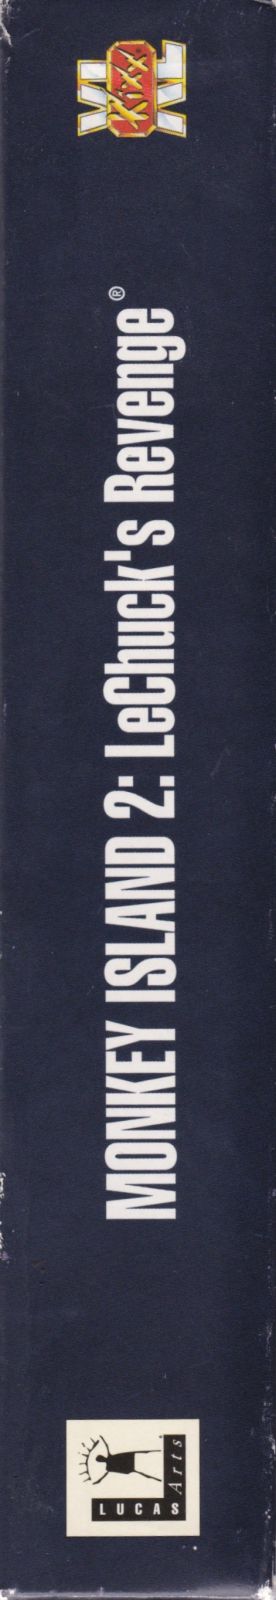 Kixx
XL
MONKEY ISLAND 2: LeChuck's Revenge®
LUCAS
Arts